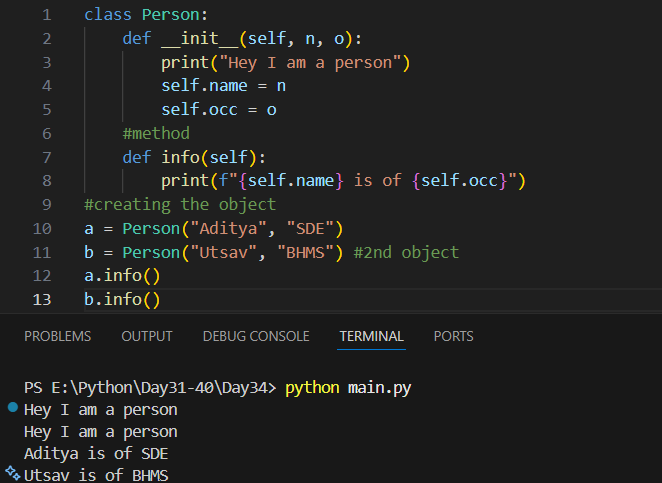 1 class Person:
2     def __init__(self, n, o):
3         print("Hey I am a person")
4         self.name = n
5         self.occ = o
6     #method
7     def info(self):
8         print(f"{self.name} is of {self.occ}")
9 #creating the object
10 a = Person("Aditya", "SDE")
11 b = Person("Utsav", "BHMS") #2nd object
12 a.info()
13 b.info()
PROBLEMS OUTPUT DEBUG CONSOLE TERMINAL PORTS
PS E:\Python\Day31-40\Day34> python main.py
Hey I am a person
Hey I am a person
Aditya is of SDE
Utsav is of BHMS